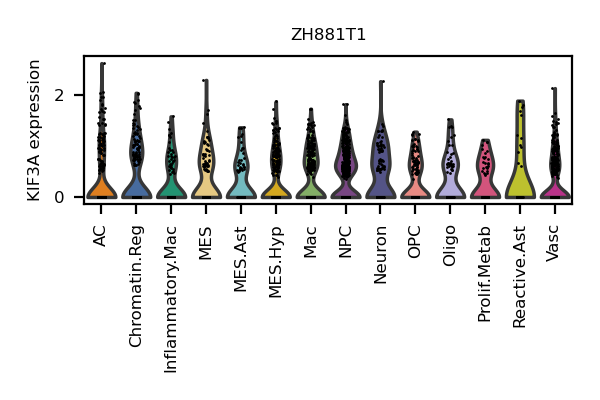 ZH881T1
KIF3A expression
2
0
AC
Chromatin.Reg
Inflammatory.Mac
MES
MES.Ast
MES.Hyp
Mac
NPC
Neuron
OPC
Oligo
Prolif.Metab
Reactive.Ast
Vasc